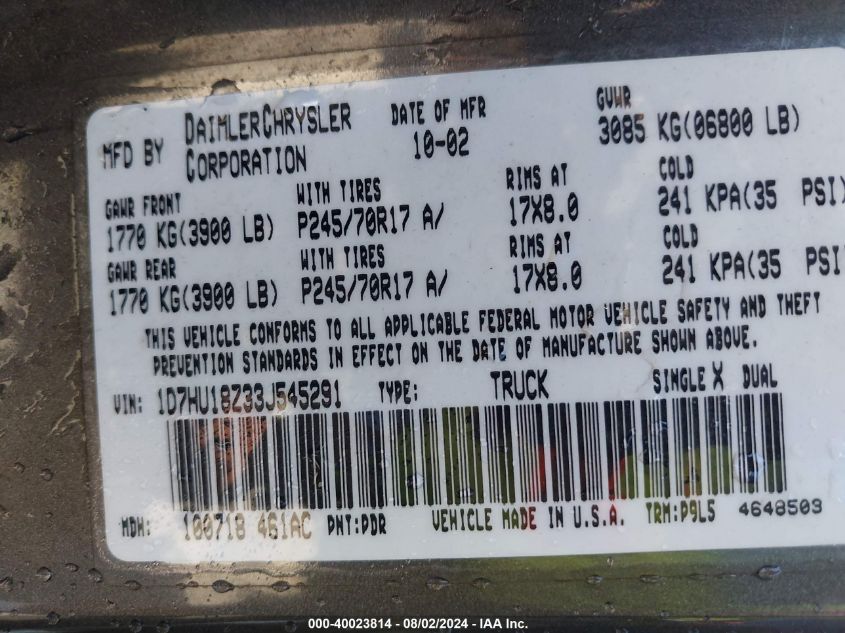 MFD BY DAIMLERCHRYSLER CORPORATION DATE OF MFR 10-02 GVWR 3085 KG(06800 LB)
GAWR FRONT WITH TIRES RIMS AT COLD
1770 KG(3900 LB) P245/70R17 A/ 17X8.0 241 KPA(35 PSI)
GAWR REAR WITH TIRES RIMS AT COLD
1770 KG(3900 LB) P245/70R17 A/ 17X8.0 241 KPA(35 PSI
THIS VEHICLE CONFORMS TO ALL APPLICABLE FEDERAL MOTOR VEHICLE SAFETY AND THEFT
PREVENTION STANDARDS IN EFFECT ON THE DATE OF MANUFACTURE SHOWN ABOVE.
VIN: 1D7HU18Z33J545291 TYPE: TRUCK SINGLE X DUAL
MDH: 100718 461AC PNT:PDR VEHICLE MADE IN U.S.A. TRM:P9L5 4648503
000-40023814 - 08/02/2024 - IAA Inc.